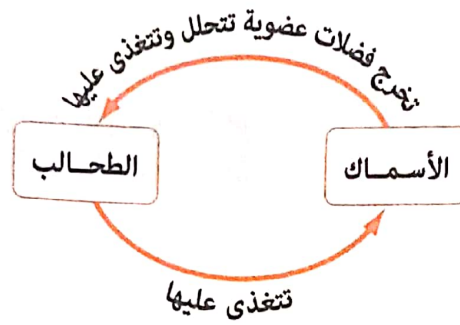 تخرج فضلات عضوية تتحلل وتتغذى عليها
الأسماك
الطحالب
تتغذى عليها